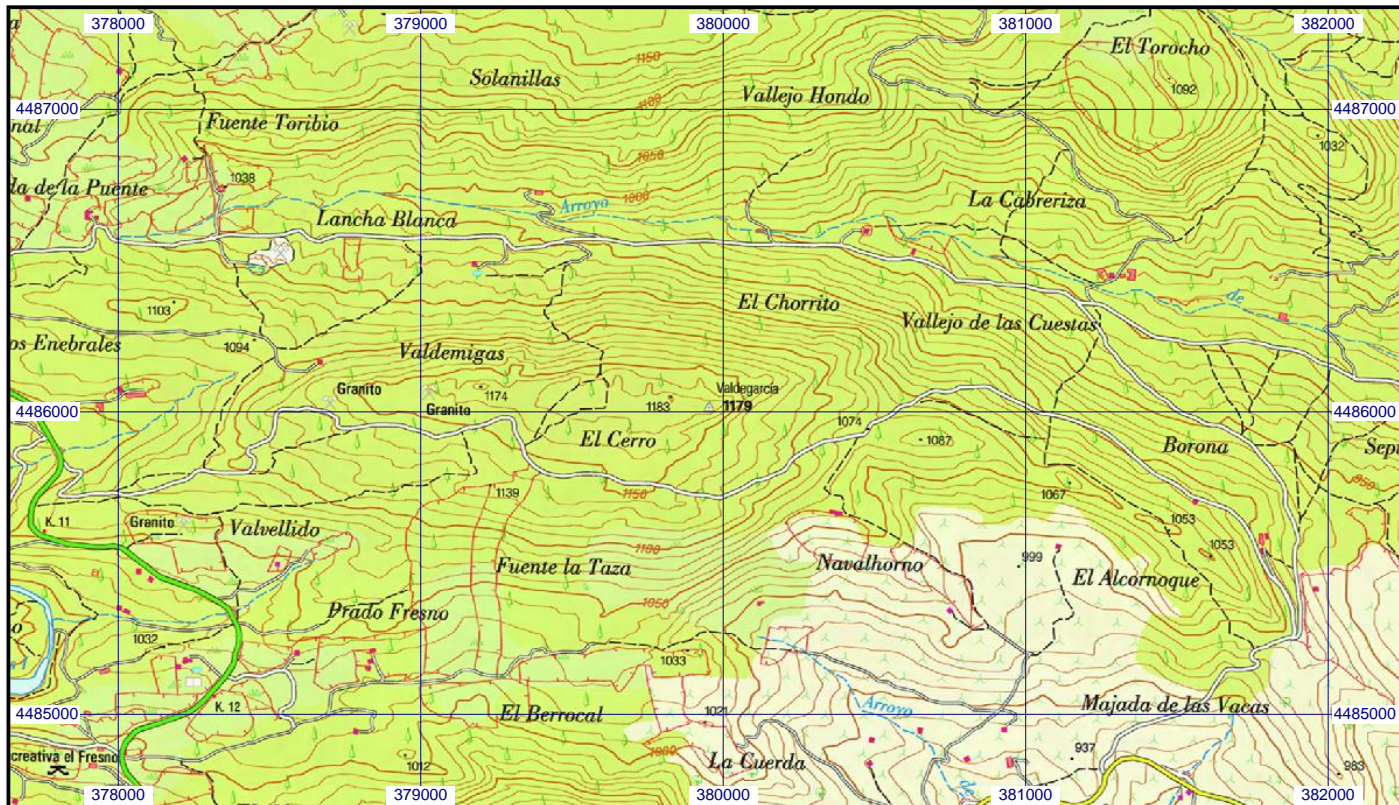 378000
379000
380000
381000
382000
a
El Torocho
1150
Solanillas
1092
Vallejo Hondo
4487000
4487000
1100
nal
Fuente Toribio
1032
1050
1038
da de la Puente
1000
La Cabreriza
Arroyo
Lancha Blanca
de
El Chorrito
1103
Vallejo de las Cuestas
os Enebrales
1094
Valdemigas
Granito
1174
Valdegarcía
4486000
Granito
1183
1179
4486000
1074
El Cerro
1087
Borona
Sep
1139
1150
1067
950
K. 11
Granito
Valvellido
1053
1100
1053
999
Fuente la Taza
Navalhorno
El Alcornoque
1050
Prado Fresno
o
1032
1033
s I
K. 12
4485000
El Berrocal
1021
Arroyo
Majada de las Vacas
4485000
creativa el Fresno
1012
1000
La Cuerda
937
983
de
378000
379000
380000
381000
382000